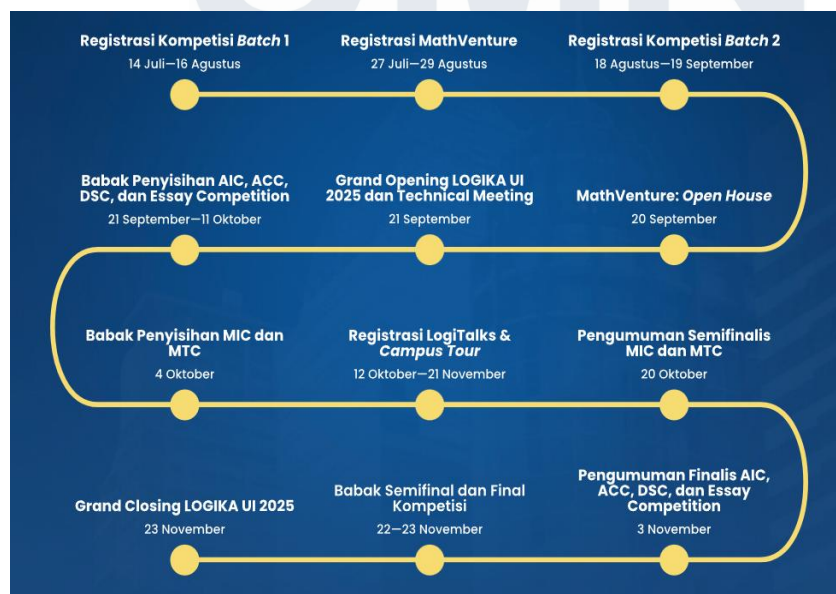 Registrasi Kompetisi Batch 1
14 Juli—16 Agustus
Registrasi MathVenture
27 Juli—29 Agustus
Registrasi Kompetisi Batch 2
18 Agustus—19 September
MathVenture: Open House
20 September
Grand Opening LOGIKA UI
2025 dan Technical Meeting
21 September
Babak Penyisihan AIC, ACC,
DSC, dan Essay Competition
21 September—11 Oktober
Babak Penyisihan MIC dan
MTC
4 Oktober
Registrasi LogiTalks &
Campus Tour
12 Oktober—21 November
Pengumuman Semifinalis
MIC dan MTC
20 Oktober
Pengumuman Finalis AIC,
ACC, DSC, dan Essay
Competition
3 November
Babak Semifinal dan Final
Kompetisi
22—23 November
Grand Closing LOGIKA UI 2025
23 November